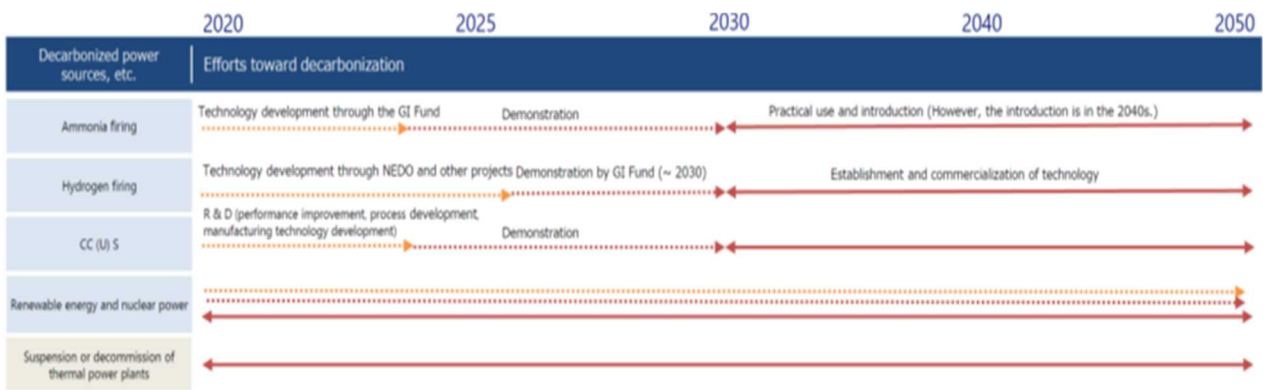 2020 2025 2030 2040 2050
Decarbonized power
sources, etc.
Efforts toward decarbonization
Ammonia firing
Technology development through the GI Fund
Demonstration
Practical use and introduction (However, the introduction is in the 2040s.)
Hydrogen firing
Technology development through NEDO and other projects
Demonstration by GI Fund (~ 2030)
Establishment and commercialization of technology
CC (U) S
R & D (performance improvement, process development,
manufacturing technology development)
Demonstration
Renewable energy and nuclear power
Suspension or decommission of
thermal power plants